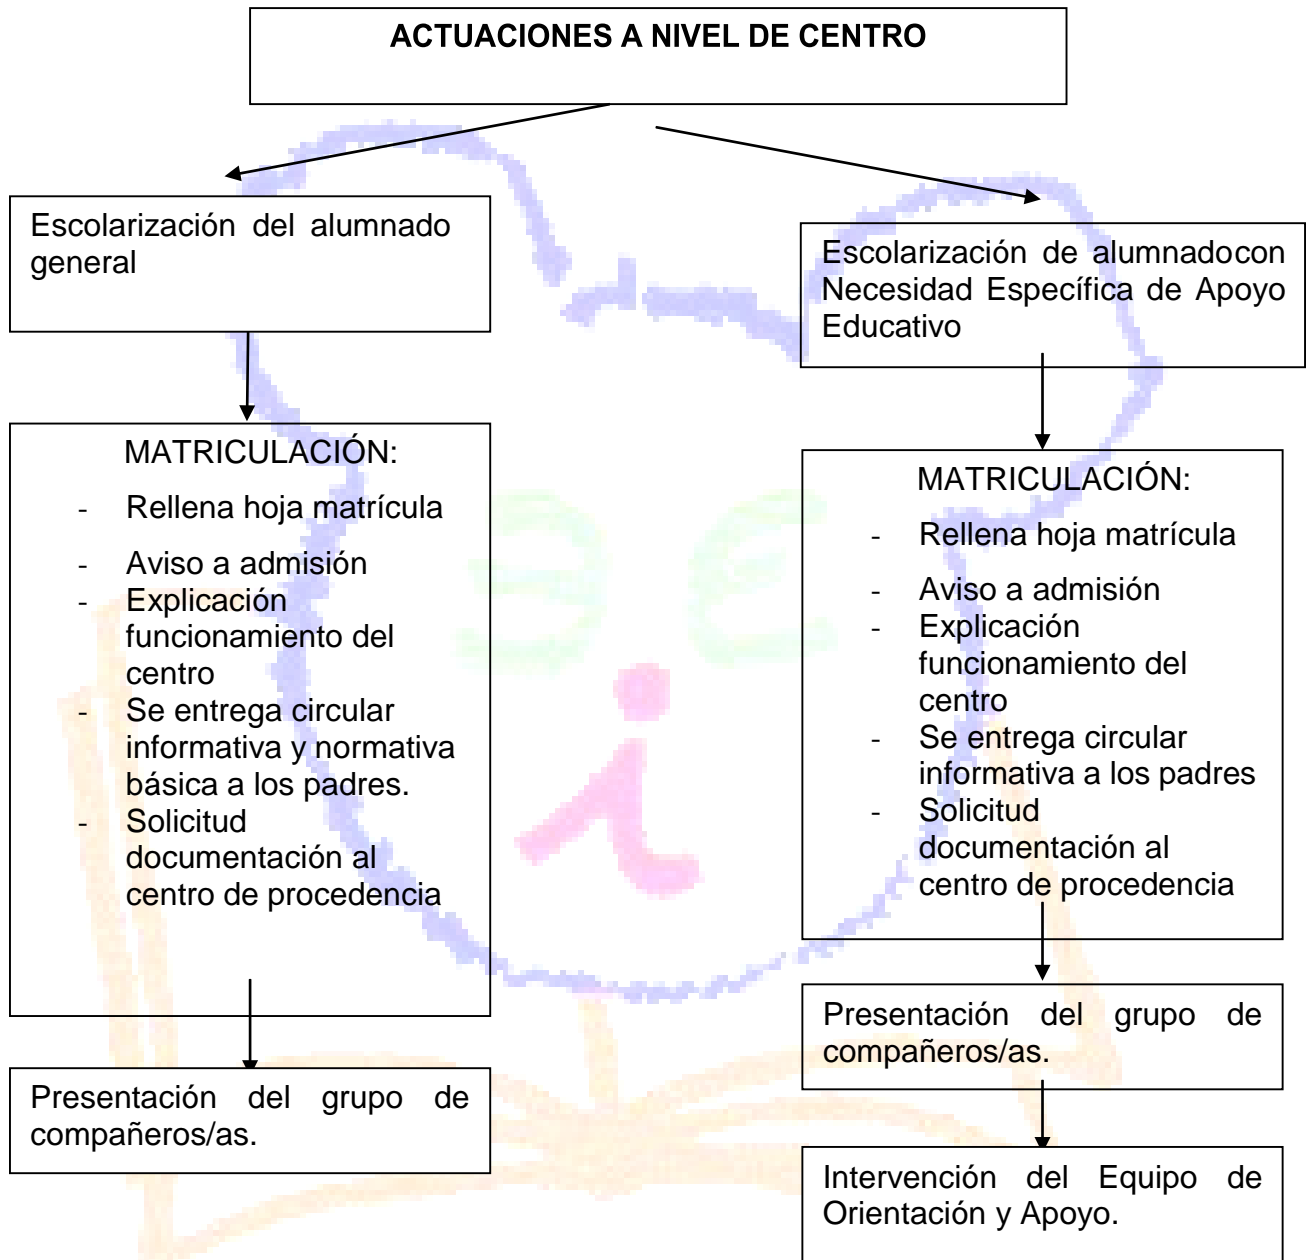 ACTUACIONES A NIVEL DE CENTRO
Escolarización del alumnado
general
MATRICULACIÓN:
- Rellena hoja matrícula
- Aviso a admisión
- Explicación
funcionamiento del
centro
- Se entrega circular
informativa y normativa
básica a los padres.
- Solicitud
documentación al
centro de procedencia
Presentación del grupo de
compañeros/as.
Escolarización de alumnadocon
Necesidad Específica de Apoyo
Educativo
MATRICULACIÓN:
- Rellena hoja matrícula
- Aviso a admisión
- Explicación
funcionamiento del
centro
- Se entrega circular
informativa a los padres
- Solicitud
documentación al
centro de procedencia
Presentación del grupo de
compañeros/as.
Intervención del Equipo de
Orientación y Apoyo.